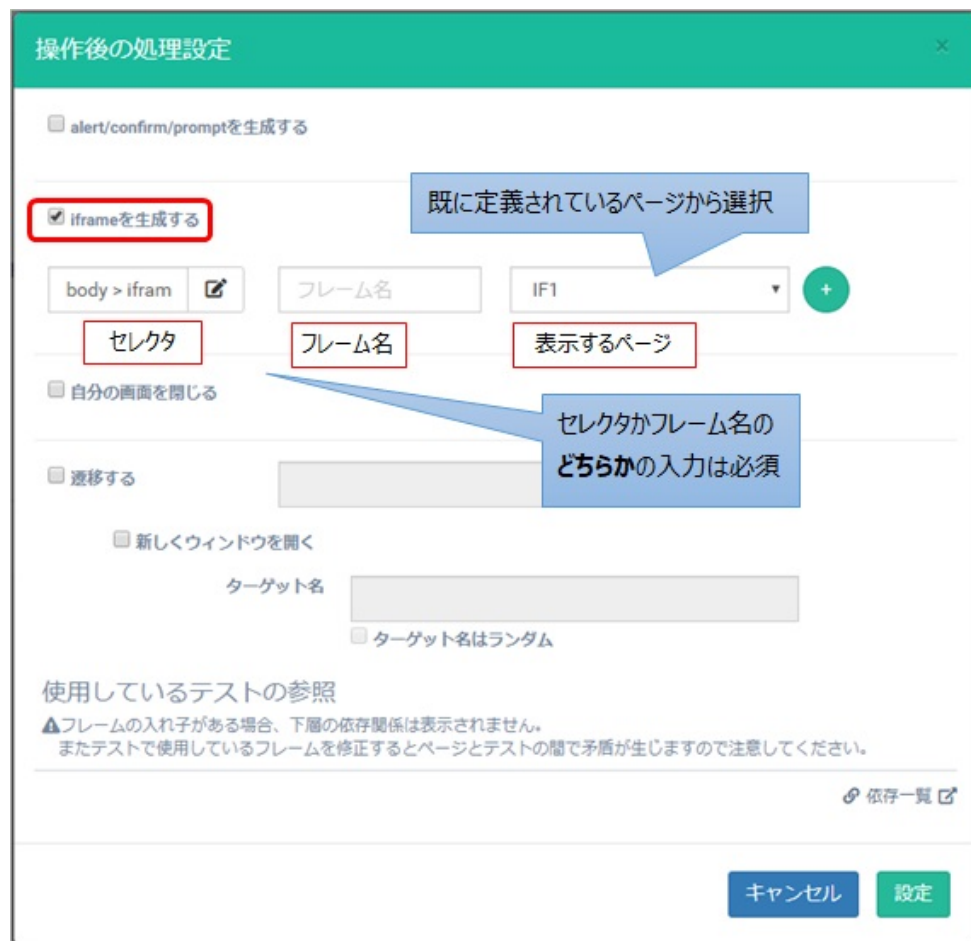 操作後の処理設定 ×
alert/confirm/promptを生成する
既に定義されているページから選択
iframeを生成する
body > ifram フレーム名 IF1 +
セレクタ フレーム名 表示するページ
自分の画面を閉じる
セレクタかフレーム名の
どちらかの入力は必須
遷移する
新しくウィンドウを開く
ターゲット名
ターゲット名はランダム
使用しているテストの参照
フレームの入れ子がある場合、下層の依存関係は表示されません。
またテストで使用しているフレームを修正するとページとテストの間で矛盾が生じますので注意してください。
依存一覧
キャンセル 設定